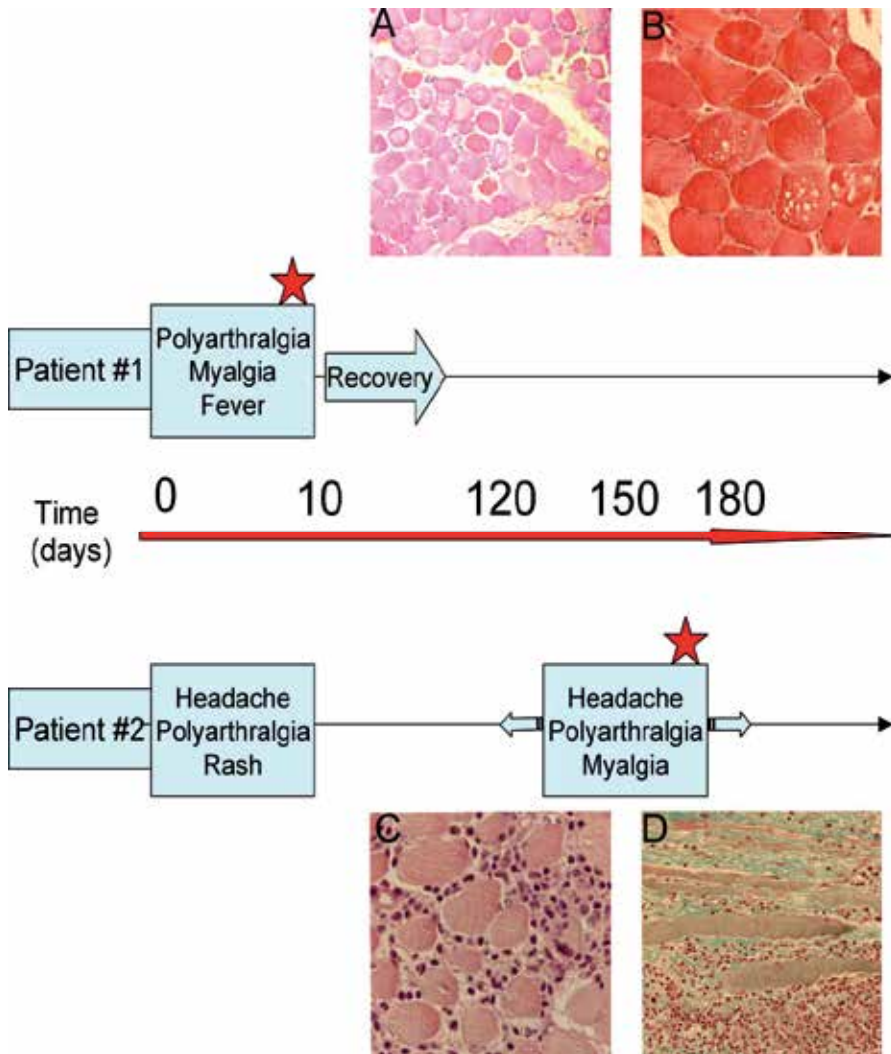 A
B
Patient #1
Polyarthralgia
Myalgia
Fever
Recovery
Time
(days)
0
10
120
150
180
Patient #2
Headache
Polyarthralgia
Rash
Headache
Polyarthralgia
Myalgia
C
D